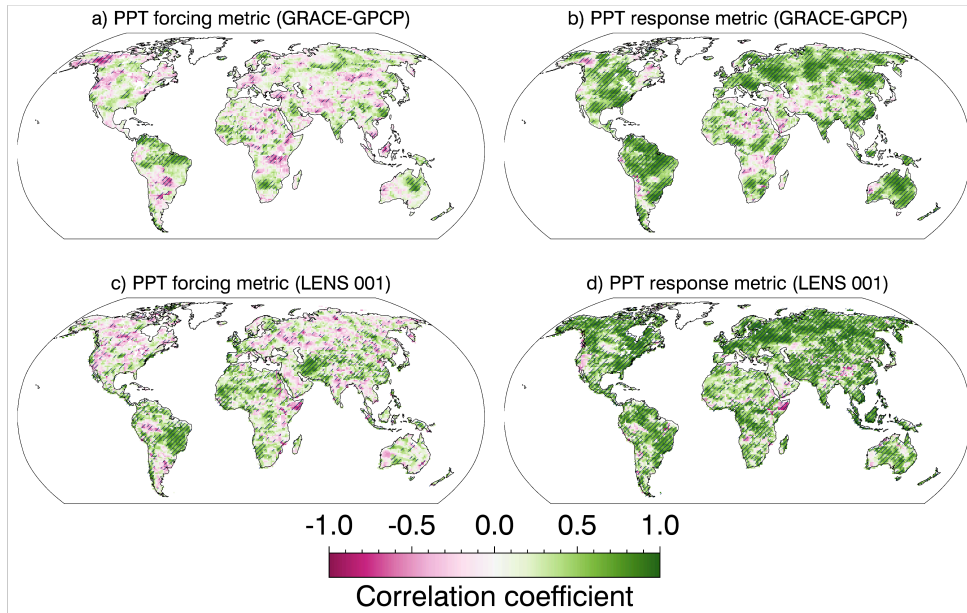 a) PPT forcing metric (GRACE-GPCP)
b) PPT response metric (GRACE-GPCP)
c) PPT forcing metric (LENS 001)
d) PPT response metric (LENS 001)
-1.0 -0.5 0.0 0.5 1.0
Correlation coefficient